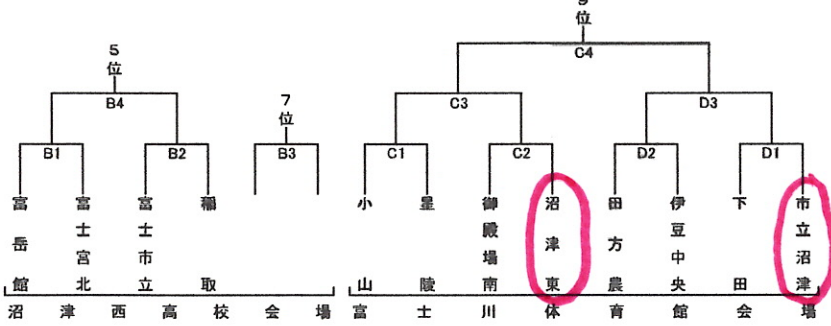 5位
9位
B4
C4
7位
C3
D3
B1
B2
B3
C1
C2
D2
D1
富岳館
富士宮北
富士市立
稲取
小山
星陵
御殿場南
沼津東
田方農
伊豆中央
下田
市立沼津
沼津西高校会場
富士川体育館会場